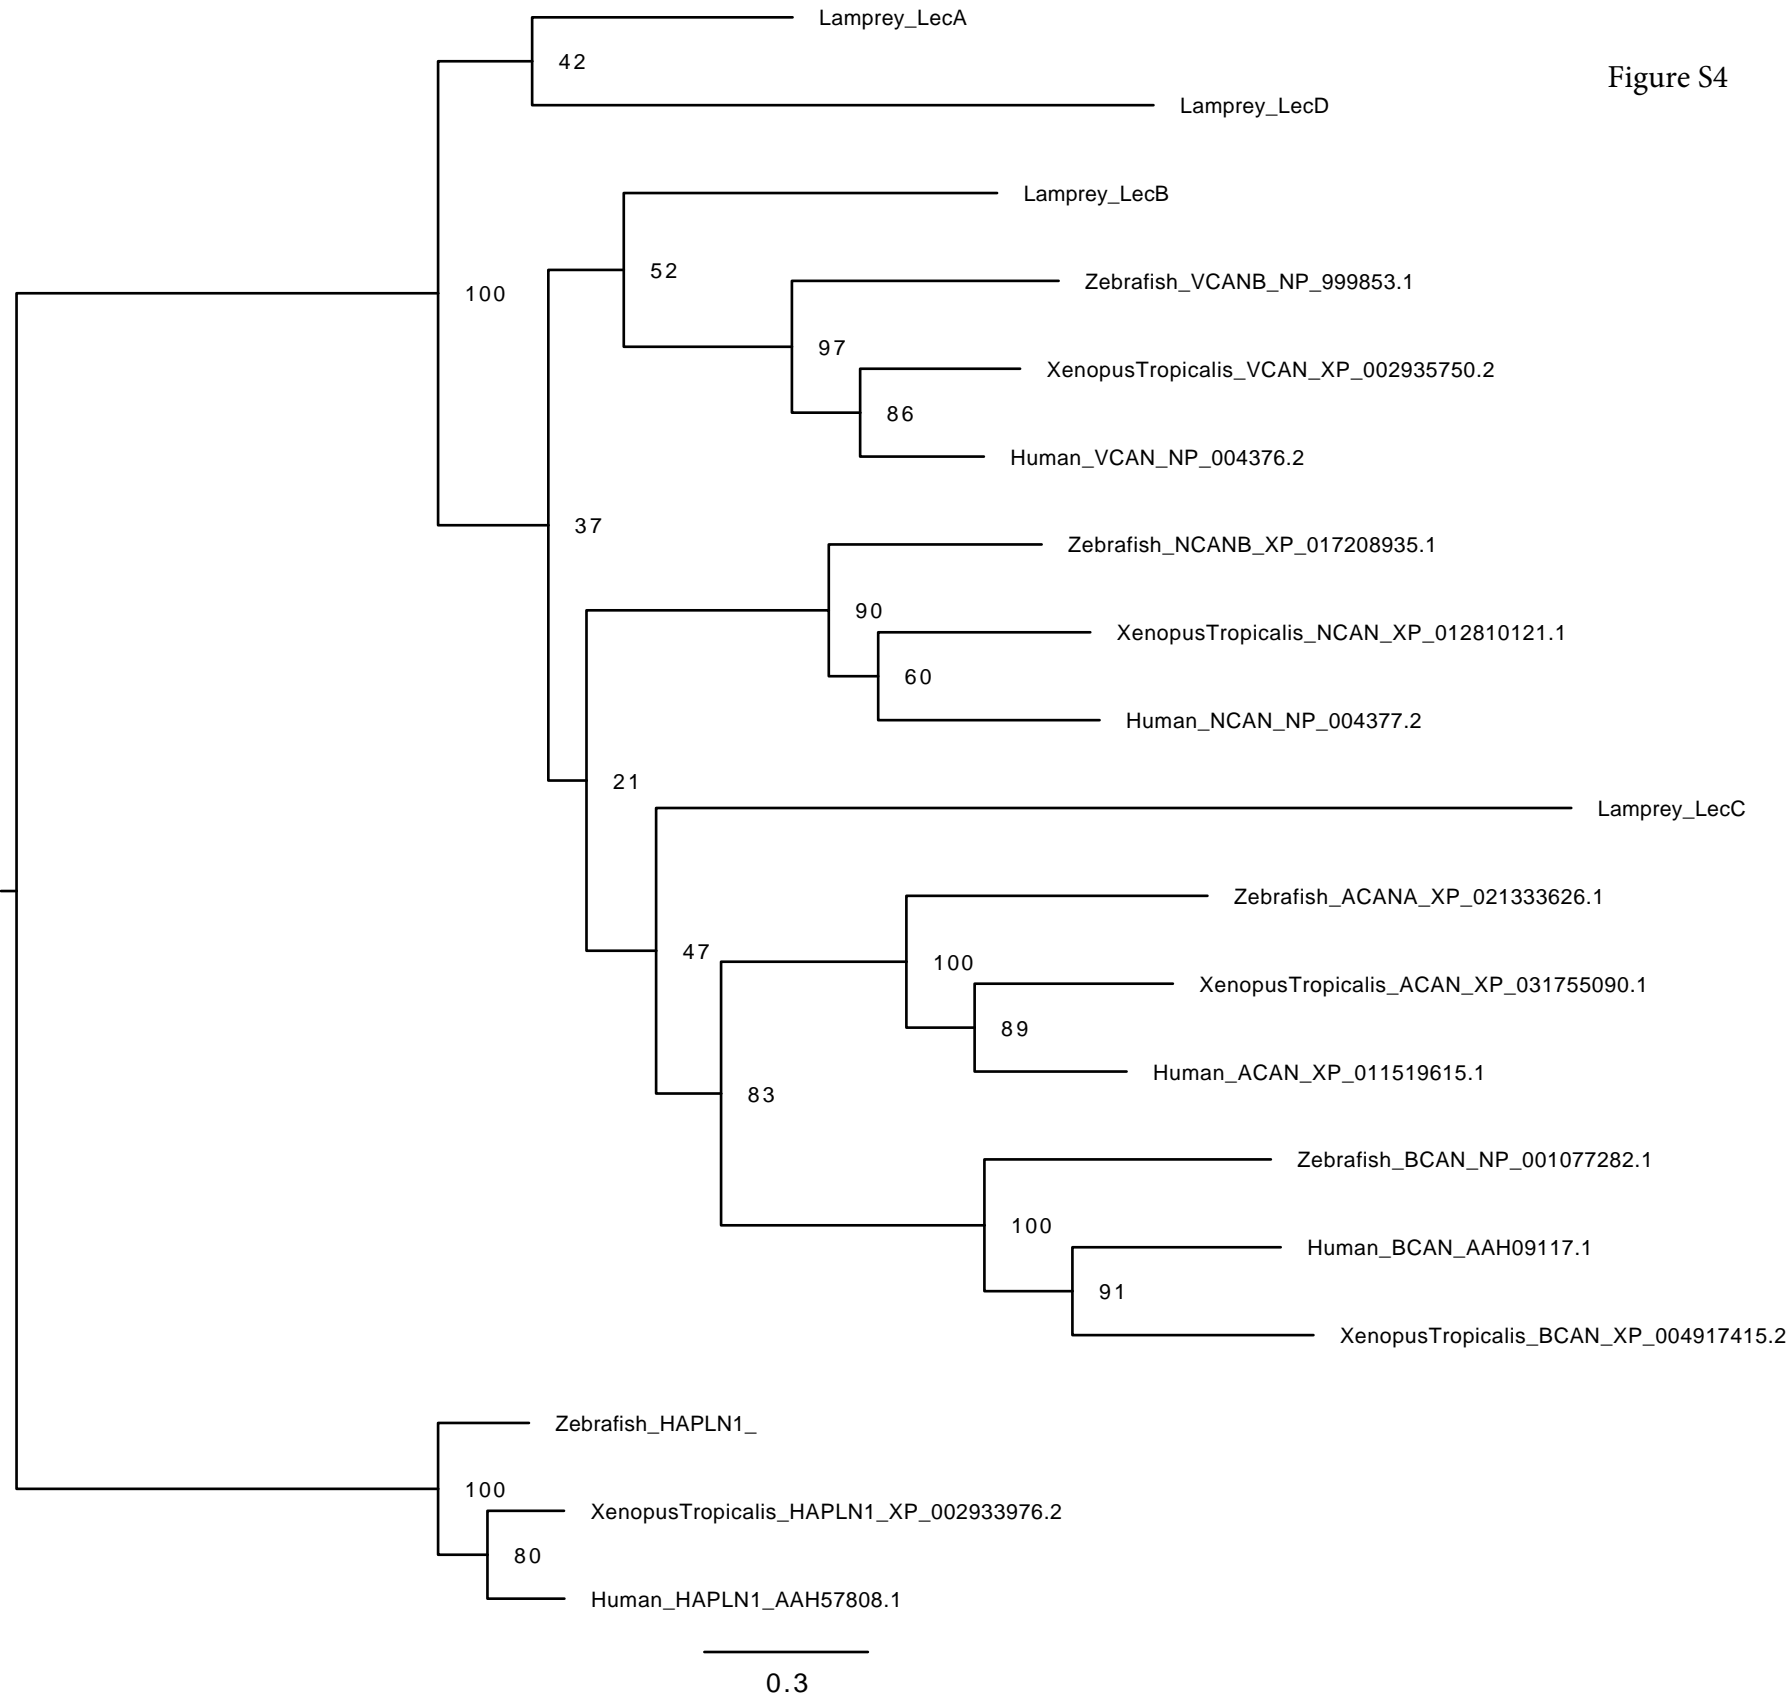 Lamprey_LecA
42
Figure S4
Lamprey_LecD
Lamprey_LecB
52
Zebrafish_VCANB_NP_999853.1
100
97
XenopusTropicalis_VCAN_XP_002935750.2
86
Human_VCAN_NP_004376.2
37
Zebrafish_NCANB_XP_017208935.1
90
XenopusTropicalis_NCAN_XP_012810121.1
60
Human_NCAN_NP_004377.2
21
Lamprey_LecC
Zebrafish_ACANA_XP_021333626.1
47
100
XenopusTropicalis_ACAN_XP_031755090.1
89
Human_ACAN_XP_011519615.1
83
Zebrafish_BCAN_NP_001077282.1
100
Human_BCAN_AAH09117.1
91
XenopusTropicalis_BCAN_XP_004917415.2
Zebrafish_HAPLN1_
100
XenopusTropicalis_HAPLN1_XP_002933976.2
80
Human_HAPLN1_AAH57808.1
0.3